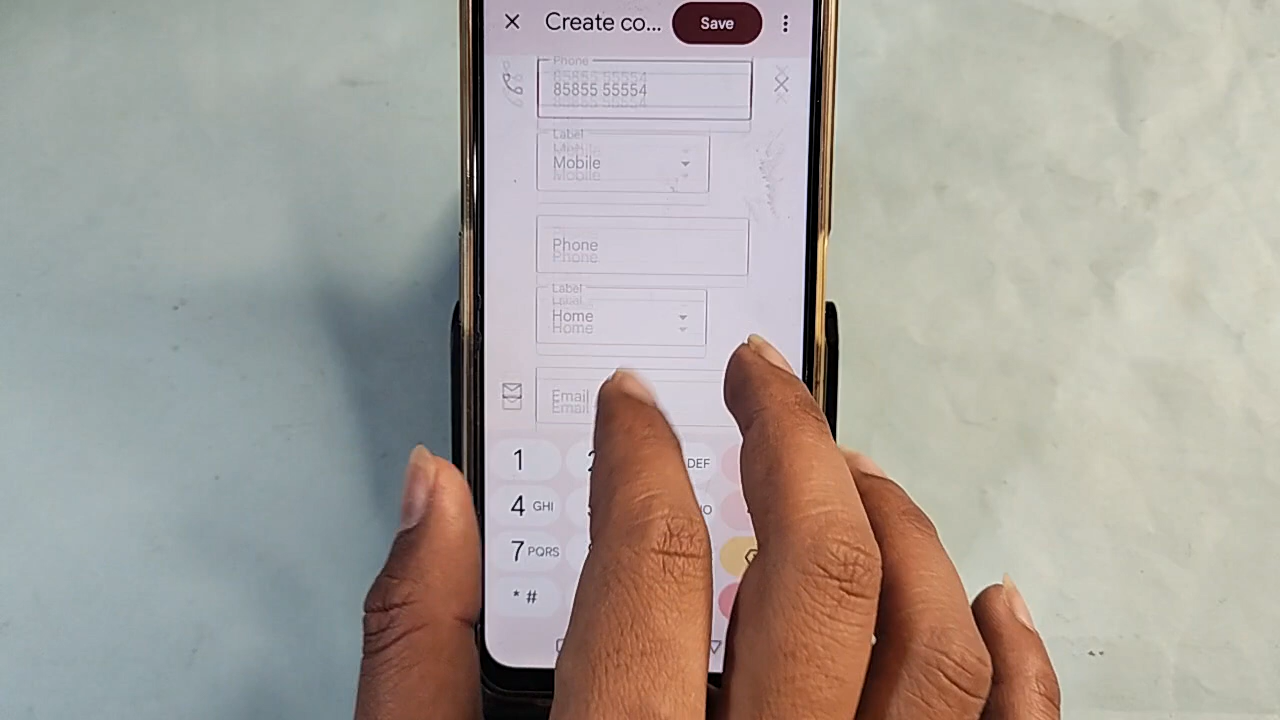 Create co... Save
Phone
85855 55554
Label
Mobile
Phone
Label
Home
Email
1 DEF
4 GHI
7 PQRS
* #